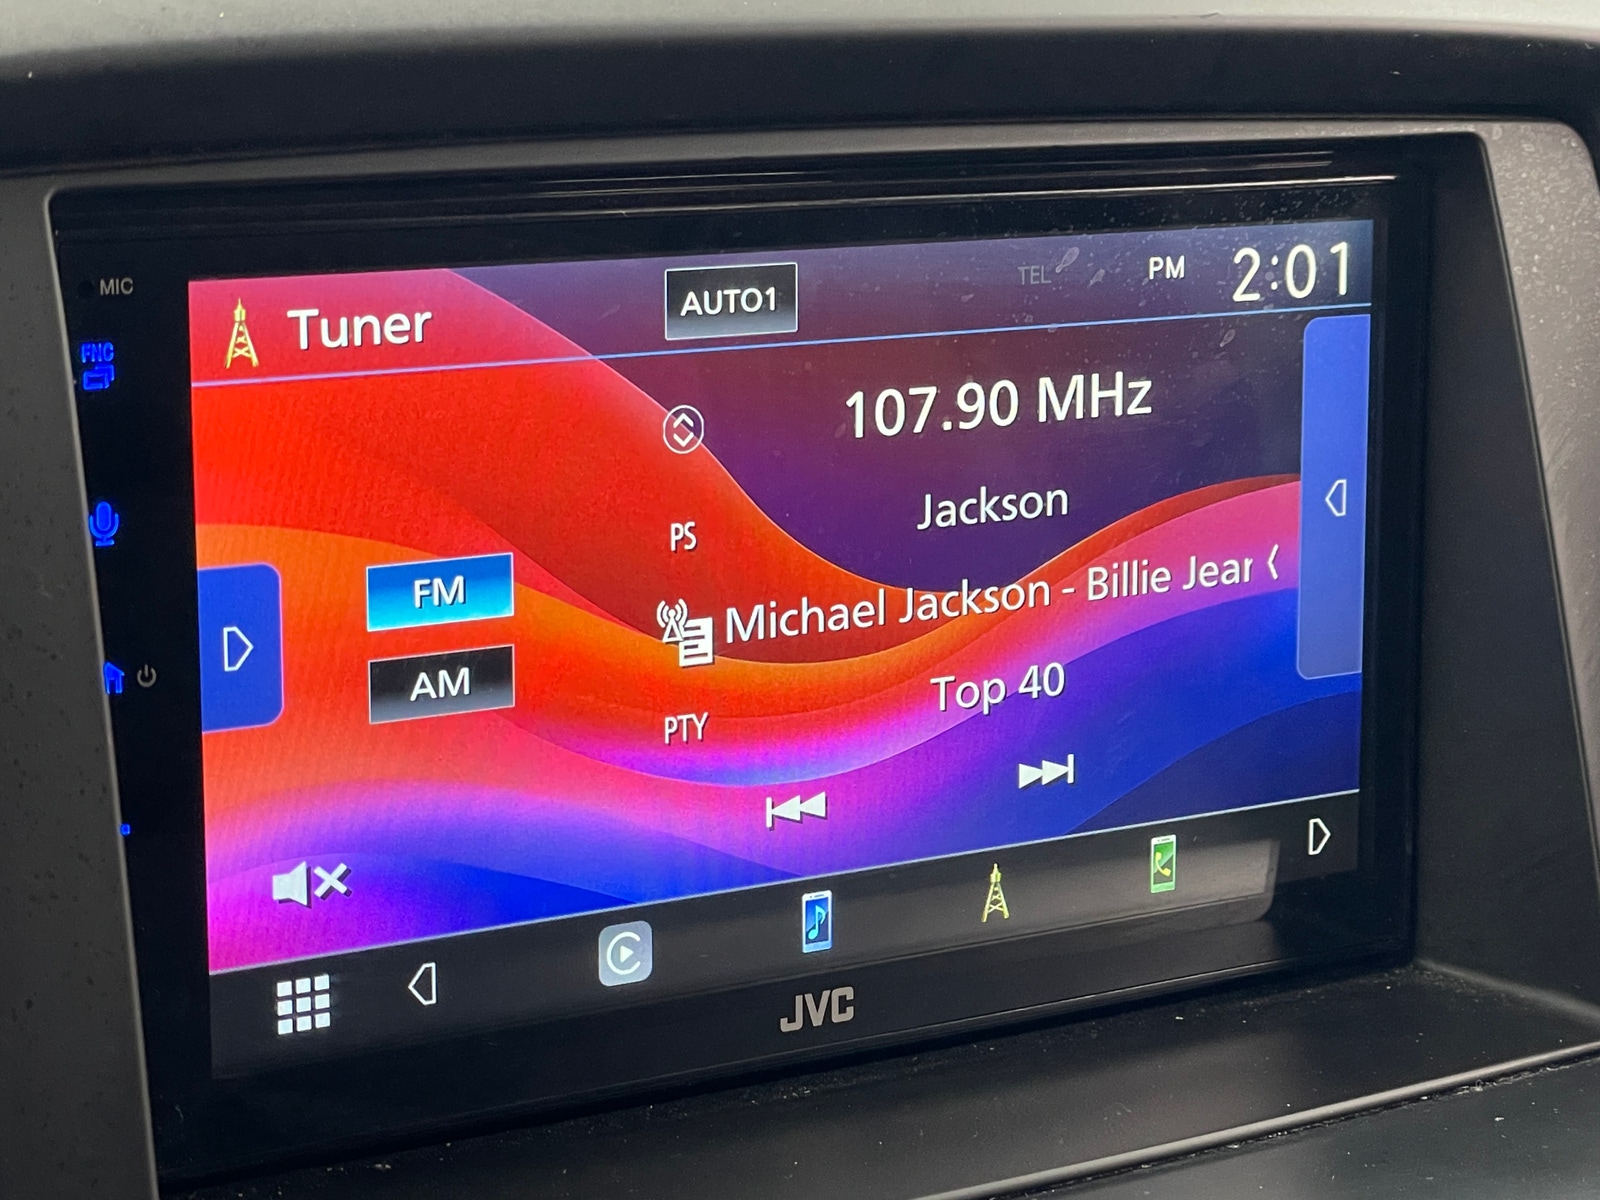 MIC
FNC
Tuner
AUTO1
TEL
PM 2:01
107.90 MHz
PS Jackson
Michael Jackson - Billie Jear
PTY Top 40
FM
AM
JVC